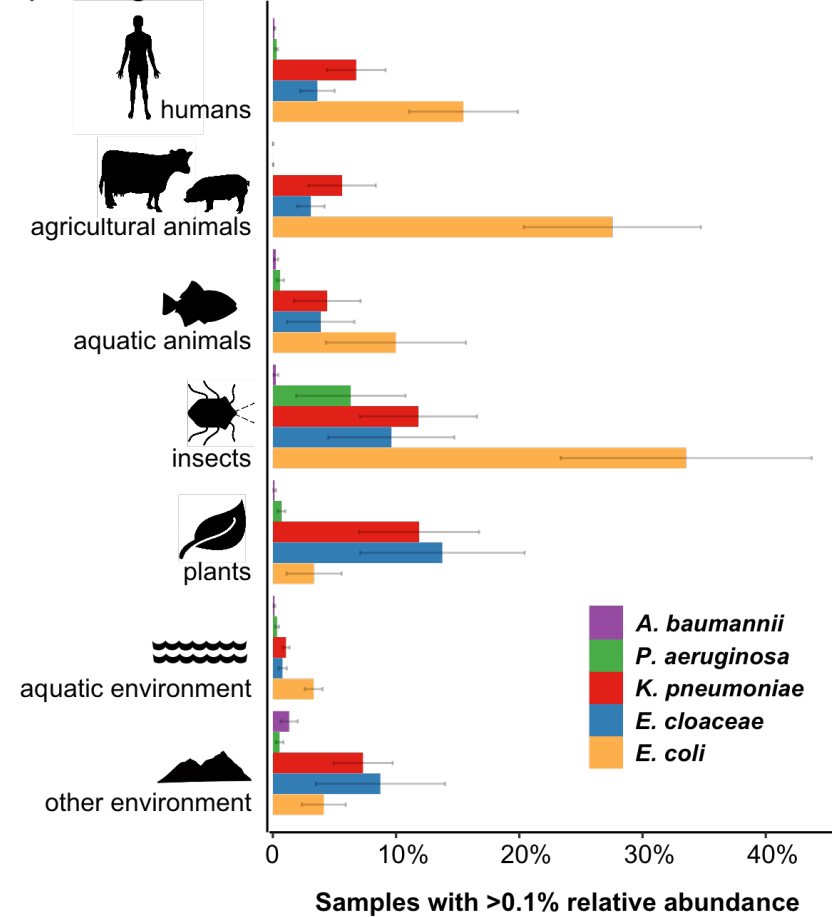 humans
agricultural animals
aquatic animals
insects
plants
aquatic environment
other environment
A. baumannii
P. aeruginosa
K. pneumoniae
E. cloaceae
E. coli
0 10% 20% 30% 40%
Samples with >0.1% relative abundance